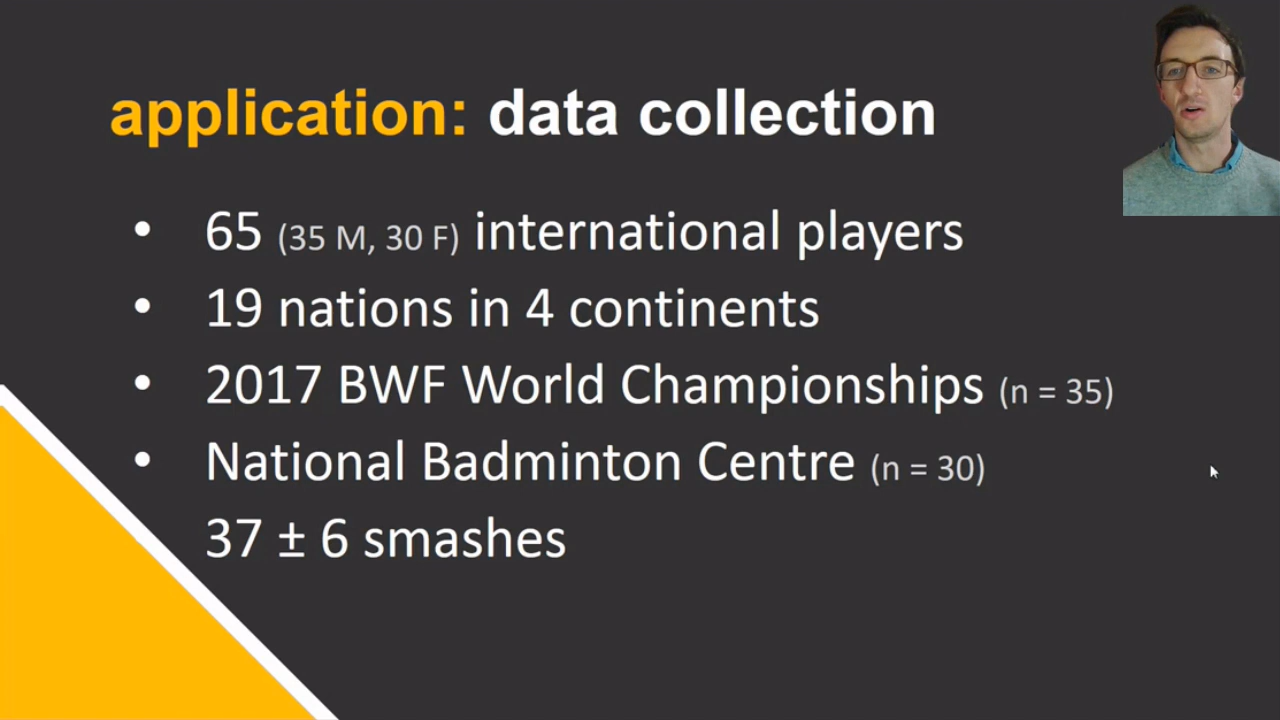 application: data collection
• 65 (35 M, 30 F) international players
• 19 nations in 4 continents
• 2017 BWF World Championships (n = 35)
• National Badminton Centre (n = 30)
37 ± 6 smashes